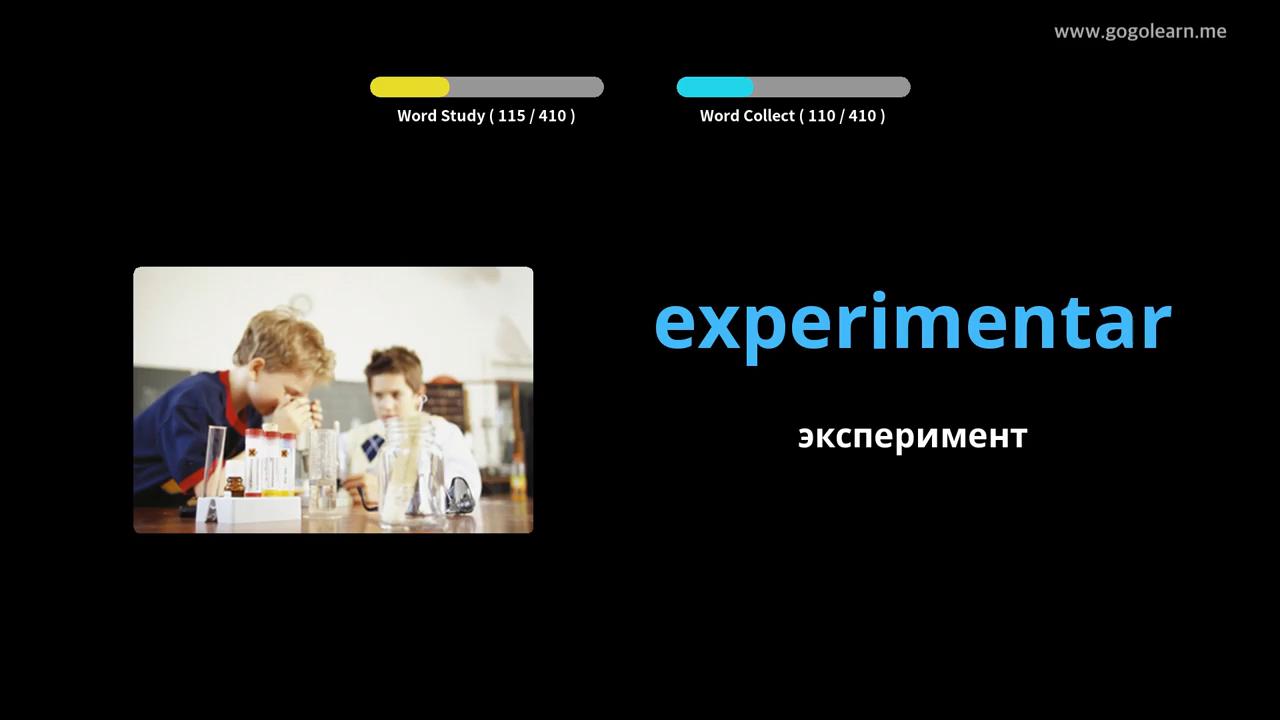 www.gogolearn.me
Word Study ( 115 / 410 )
Word Collect ( 110 / 410 )
experimentar
эксперимент